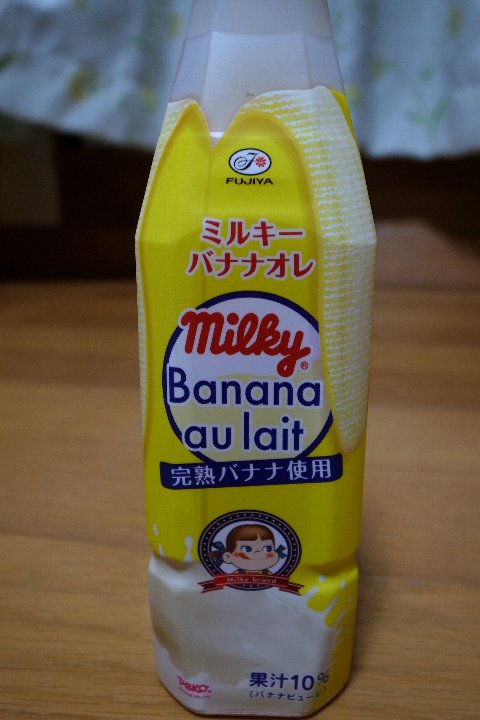 FUJIYA
ミルキー
バナナオレ
milky®
Banana
au lait
完熟バナナ使用
Milky brand
Peko®
果汁10%
(バナナピューレ)